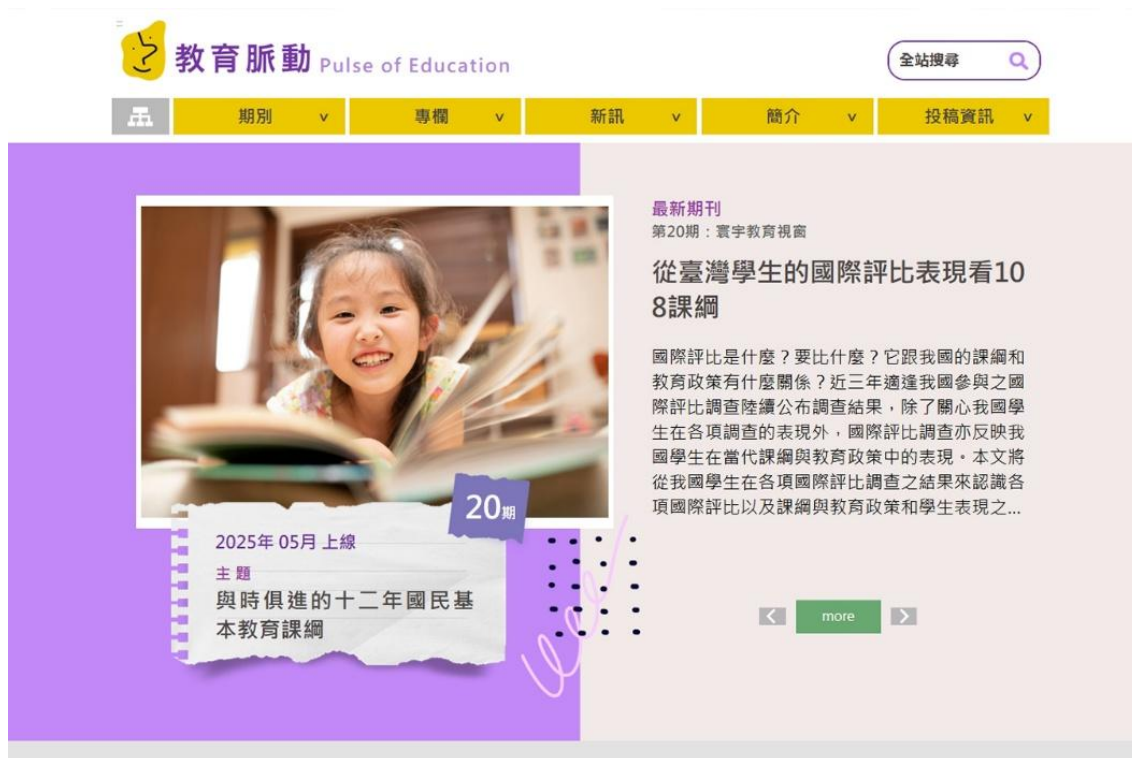 教育脈動 Pulse of Education
全站搜尋
期別 v 專欄 v 新訊 v 簡介 v 投稿資訊 v
最新期刊
第20期：寰宇教育視窗
從臺灣學生的國際評比表現看10
8課綱
國際評比是什麼？要比什麼？它跟我國的課綱和
教育政策有什麼關係？近三年適逢我國參與之國
際評比調查陸續公布調查結果，除了關心我國學
生在各項調查的表現外，國際評比調查亦反映我
國學生在當代課綱與教育政策中的表現。本文將
從我國學生在各項國際評比調查之結果來認識各
項國際評比以及課綱與教育政策和學生表現之...
more
20期
2025年 05月 上線
主題
與時俱進的十二年國民基
本教育課綱